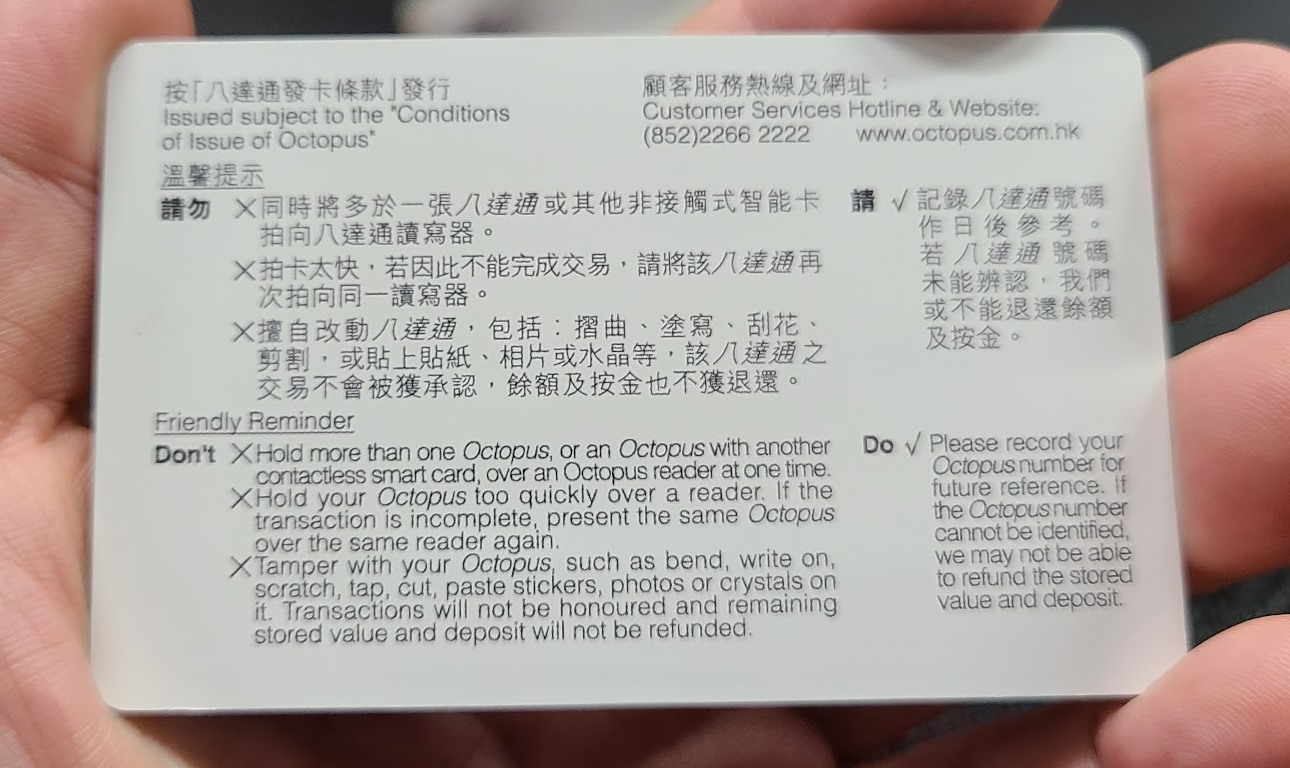 按「八達通發卡條款」發行
Issued subject to the "Conditions
of Issue of Octopus"
顧客服務熱線及網址：
Customer Services Hotline & Website:
(852)2266 2222 www.octopus.com.hk
溫馨提示
請勿 ✕同時將多於一張八達通或其他非接觸式智能卡
拍向八達通讀寫器。
✕拍卡太快，若因此不能完成交易，請將該八達通再
次拍向同一讀寫器。
✕擅自改動八達通，包括：摺曲、塗寫、刮花、
剪割，或貼上貼紙、相片或水晶等，該八達通之
交易不會被獲承認，餘額及按金也不獲退還。
請 √ 記錄八達通號碼
作日後參考。
若八達通號碼
未能辨認，我們
或不能退還餘額
及按金。
Friendly Reminder
Don't ✕Hold more than one Octopus, or an Octopus with another
contactless smart card, over an Octopus reader at one time.
✕Hold your Octopus too quickly over a reader. If the
transaction is incomplete, present the same Octopus
over the same reader again.
✕Tamper with your Octopus, such as bend, write on,
scratch, tap, cut, paste stickers, photos or crystals on
it. Transactions will not be honoured and remaining
stored value and deposit will not be refunded.
Do √ Please record your
Octopus number for
future reference. If
the Octopus number
cannot be identified,
we may not be able
to refund the stored
value and deposit.